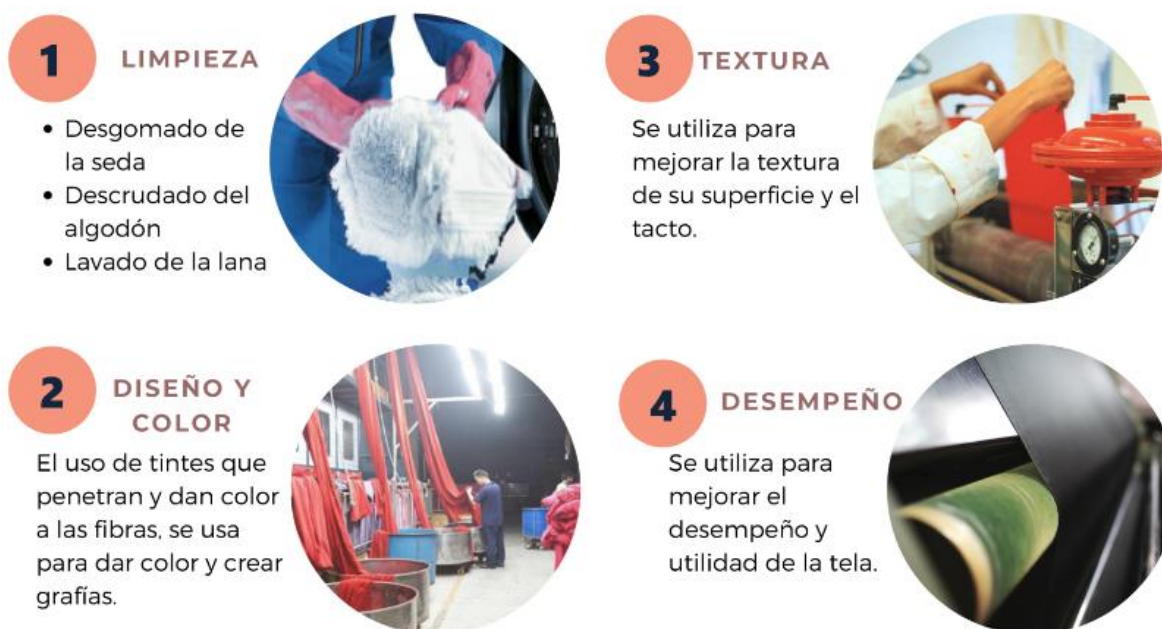 1
LIMPIEZA
• Desgomado de
la seda
• Descrudado del
algodón
• Lavado de la lana
2
DISEÑO Y
COLOR
El uso de tintes que
penetran y dan color
a las fibras, se usa
para dar color y crear
grafías.
3
TEXTURA
Se utiliza para
mejorar la textura
de su superficie y el
tacto.
4
DESEMPEÑO
Se utiliza para
mejorar el
desempeño y
utilidad de la tela.